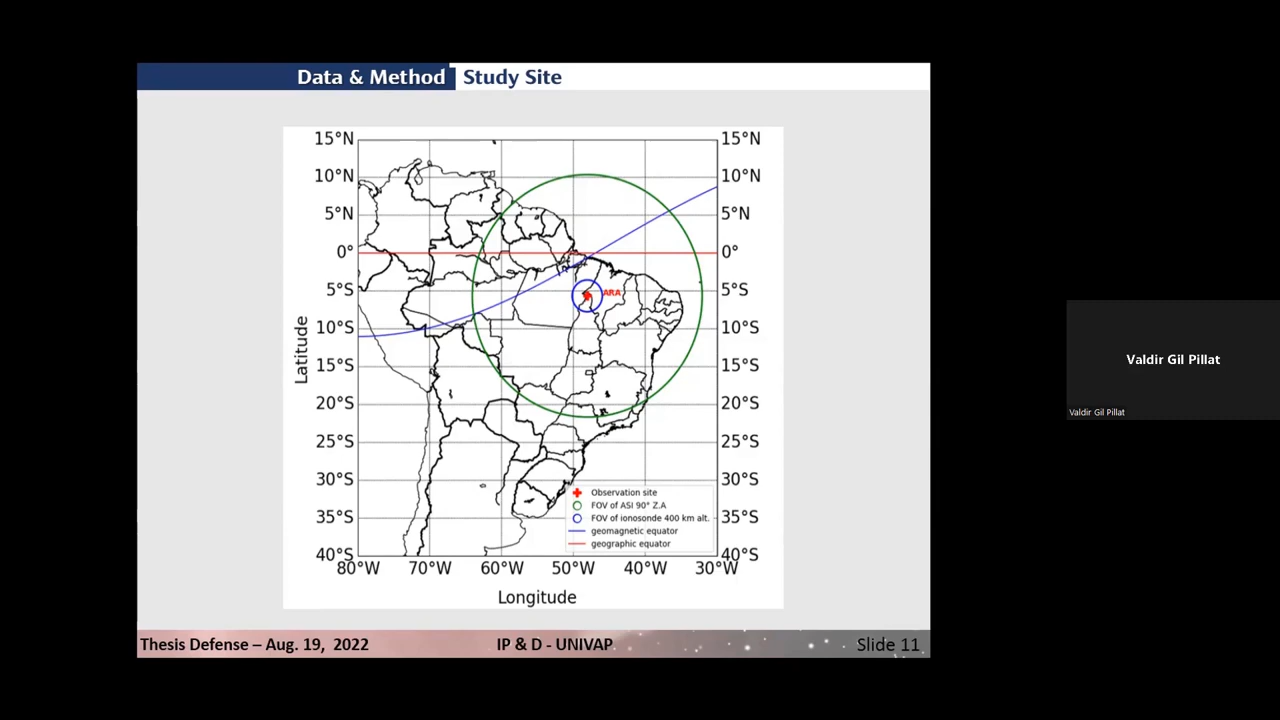 Data & Method Study Site
15°N 15°N
10°N 10°N
5°N 5°N
0° 0°
5°S ARA 5°S
10°S 10°S
15°S 15°S
20°S 20°S
25°S 25°S
30°S 30°S
35°S 35°S
40°S 40°S
Latitude
Observation site
FOV of ASI 90° Z.A
FOV of ionosonde 400 km alt.
geomagnetic equator
geographic equator
80°W 70°W 60°W 50°W 40°W 30°W
Longitude
Thesis Defense – Aug. 19, 2022 IP & D - UNIVAP Slide 11
Valdir Gil Pillat
Valdir Gil Pillat